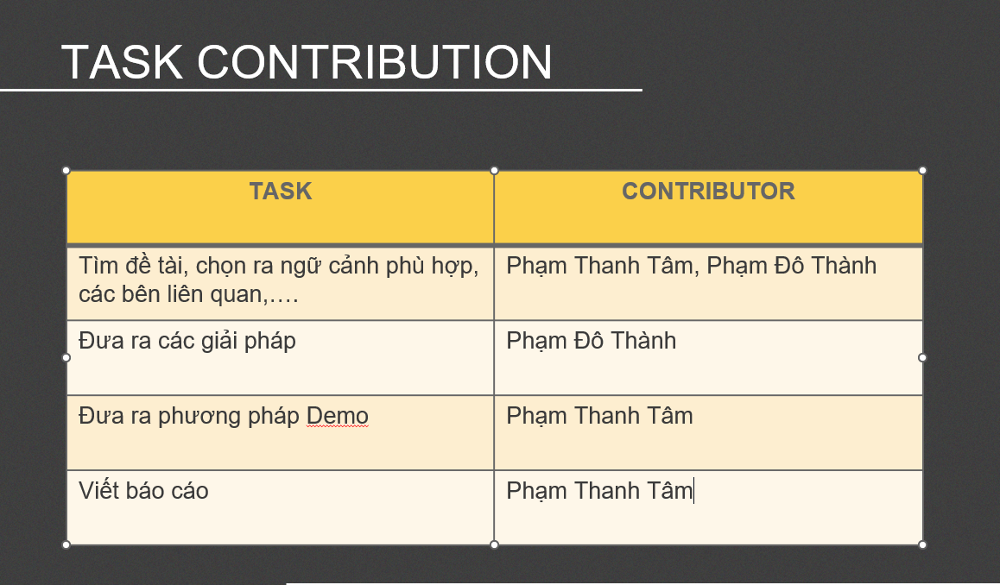 TASK CONTRIBUTION
TASK
CONTRIBUTOR
Tìm đề tài, chọn ra ngữ cảnh phù hợp,
các bên liên quan,….
Phạm Thanh Tâm, Phạm Đô Thành
Đưa ra các giải pháp
Phạm Đô Thành
Đưa ra phương pháp Demo
Phạm Thanh Tâm
Viết báo cáo
Phạm Thanh Tâm